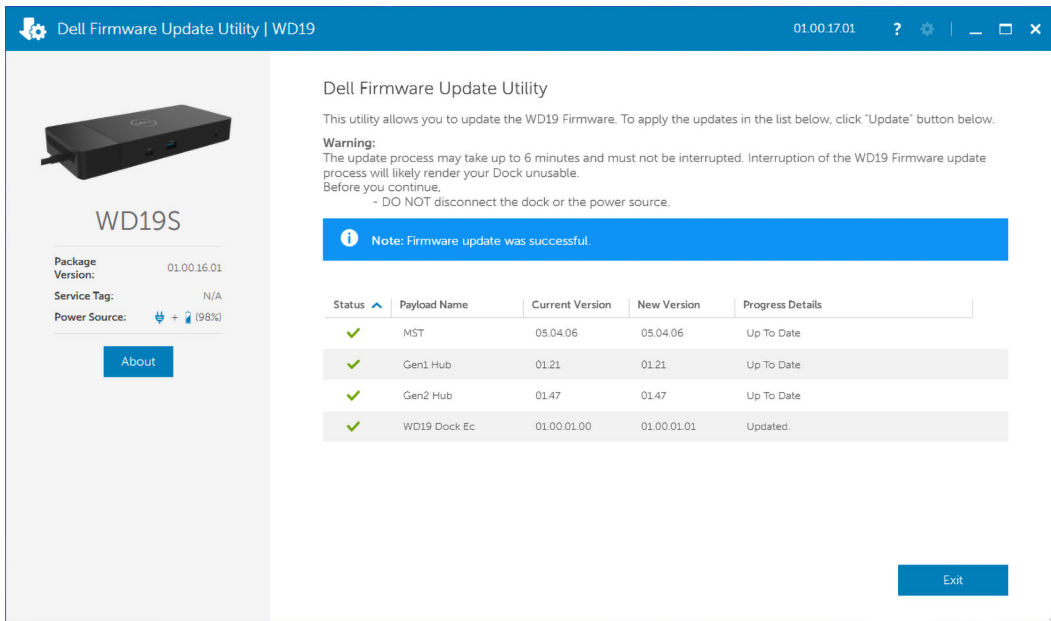 Dell Firmware Update Utility | WD19
01.00.17.01
?
Dell Firmware Update Utility
This utility allows you to update the WD19 Firmware. To apply the updates in the list below, click "Update" button below.
Warning:
The update process may take up to 6 minutes and must not be interrupted. Interruption of the WD19 Firmware update
process will likely render your Dock unusable.
Before you continue,
- DO NOT disconnect the dock or the power source.
DELL
WD19S
Package
Version:
01.00.16.01
Service Tag:
N/A
Power Source:
+ (98%)
About
Note: Firmware update was successful.
Status Payload Name Current Version New Version Progress Details
MST 05.04.06 05.04.06 Up To Date
Gen1 Hub 01.21 01.21 Up To Date
Gen2 Hub 01.47 01.47 Up To Date
WD19 Dock Ec 01.00.01.00 01.00.01.01 Updated.
Exit